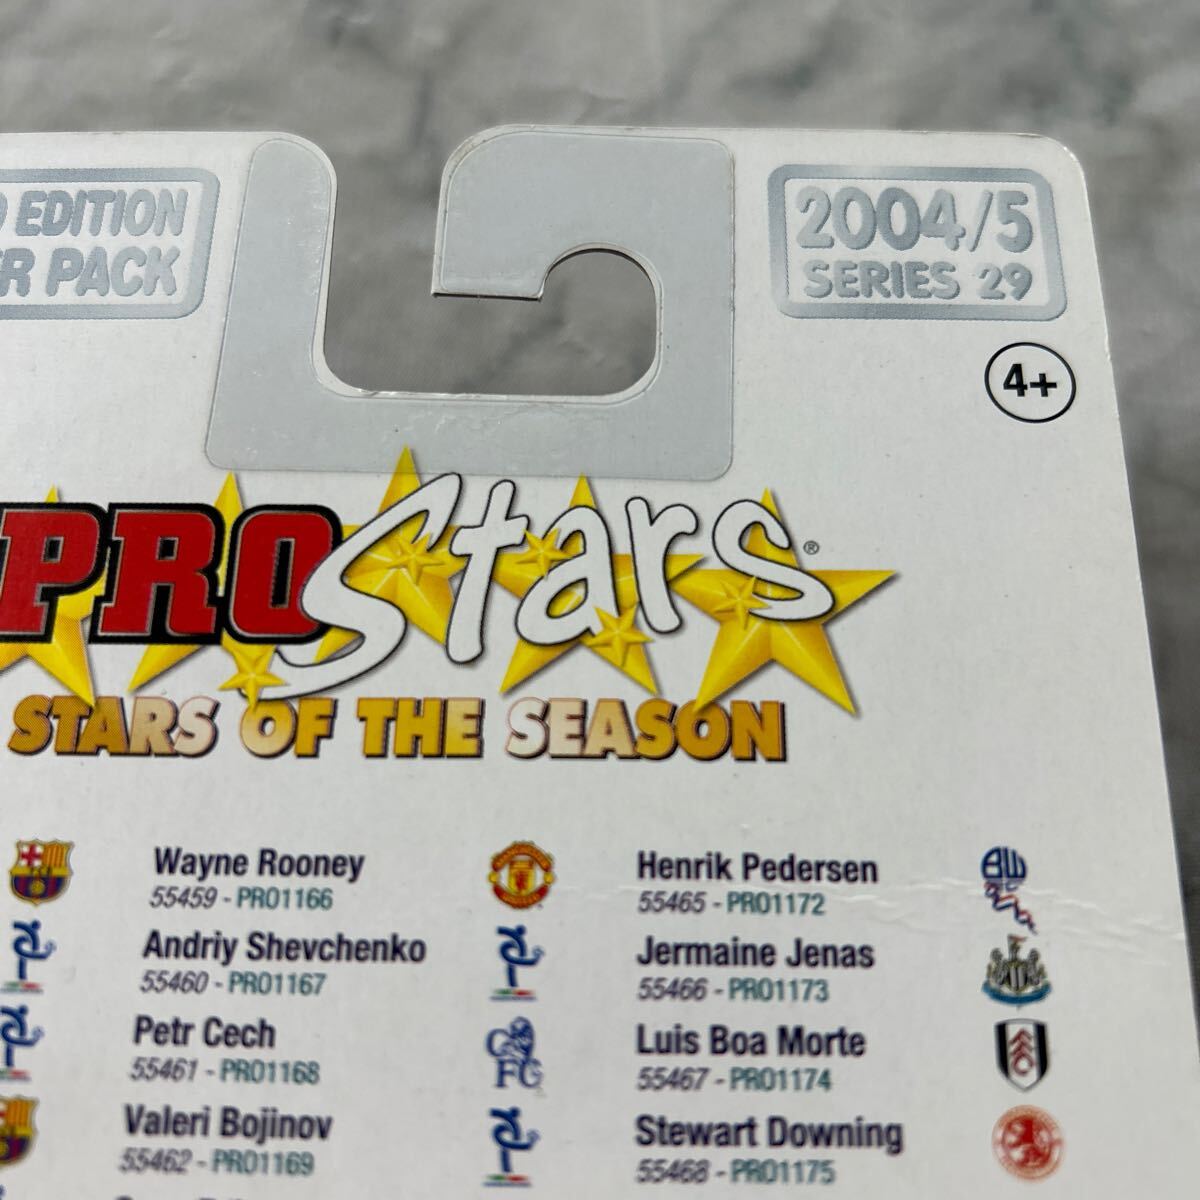 EDITION
PACK
2004/5
SERIES 29
4+
PRO Stars ®
STARS OF THE SEASON
Wayne Rooney
55459 - PRO1166
Andriy Shevchenko
55460 - PRO1167
Petr Cech
55461 - PRO1168
Valeri Bojinov
55462 - PRO1169
Henrik Pedersen
55465 - PRO1172
Jermaine Jenas
55466 - PRO1173
Luis Boa Morte
55467 - PRO1174
Stewart Downing
55468 - PRO1175